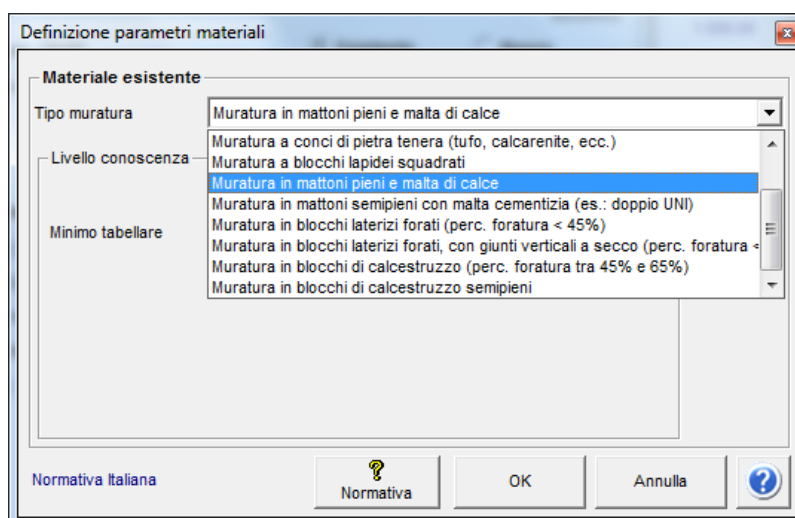 Definizione parametri materiali
Materiale esistente
Tipo muratura
Muratura in mattoni pieni e malta di calce
Muratura a conci di pietra tenera (tufo, calcarenite, ecc.)
Livello conoscenza
Muratura a blocchi lapidei squadrati
Muratura in mattoni pieni e malta di calce
Muratura in mattoni semipieni con malta cementizia (es.: doppio UNI)
Minimo tabellare
Muratura in blocchi laterizi forati (perc. foratura < 45%)
Muratura in blocchi laterizi forati, con giunti verticali a secco (perc. foratura <
Muratura in blocchi di calcestruzzo (perc. foratura tra 45% e 65%)
Muratura in blocchi di calcestruzzo semipieni
Normativa Italiana
Normativa
OK
Annulla